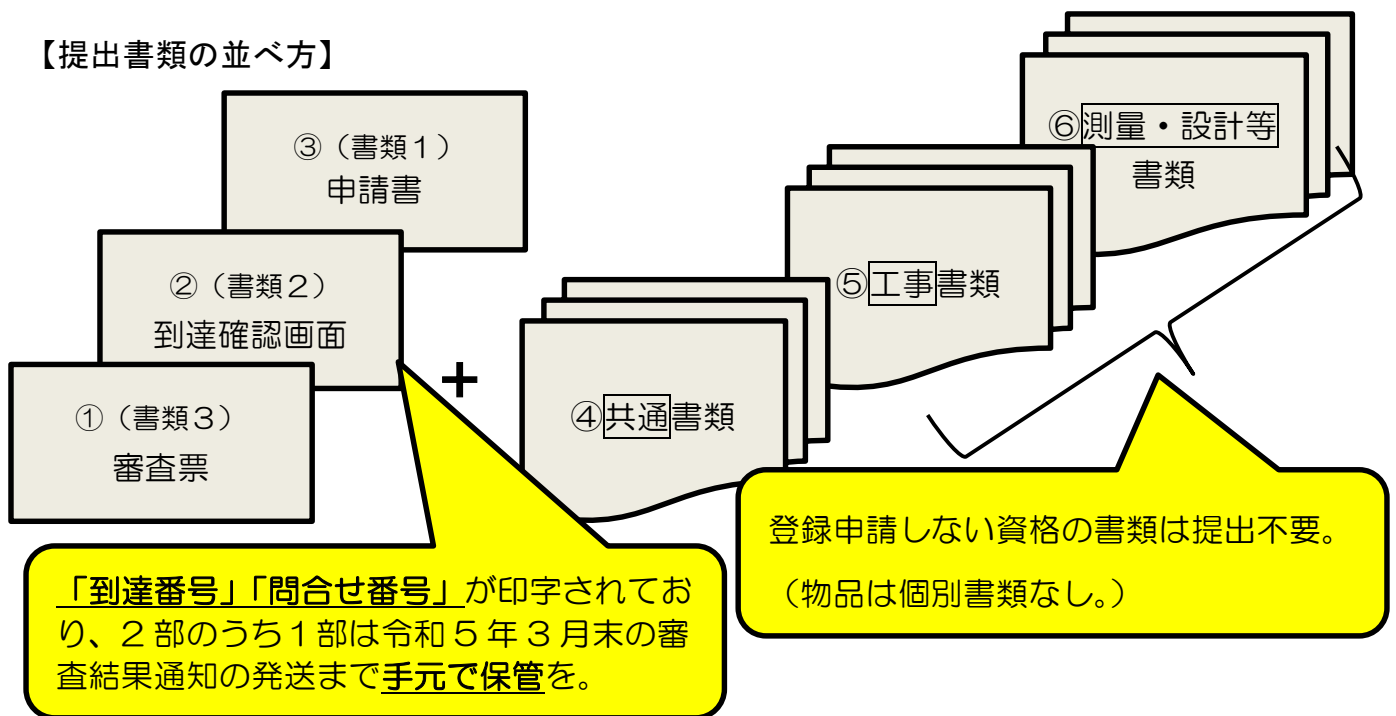 【提出書類の並べ方】
③（書類１）
申請書
②（書類２）
到達確認画面
①（書類３）
審査票
＋
④共通書類
⑤工事書類
⑥測量・設計等
書類
「到達番号」「問合せ番号」が印字されてお
り、２部のうち１部は令和５年３月末の審
査結果通知の発送まで手元で保管を。
登録申請しない資格の書類は提出不要。
（物品は個別書類なし。）